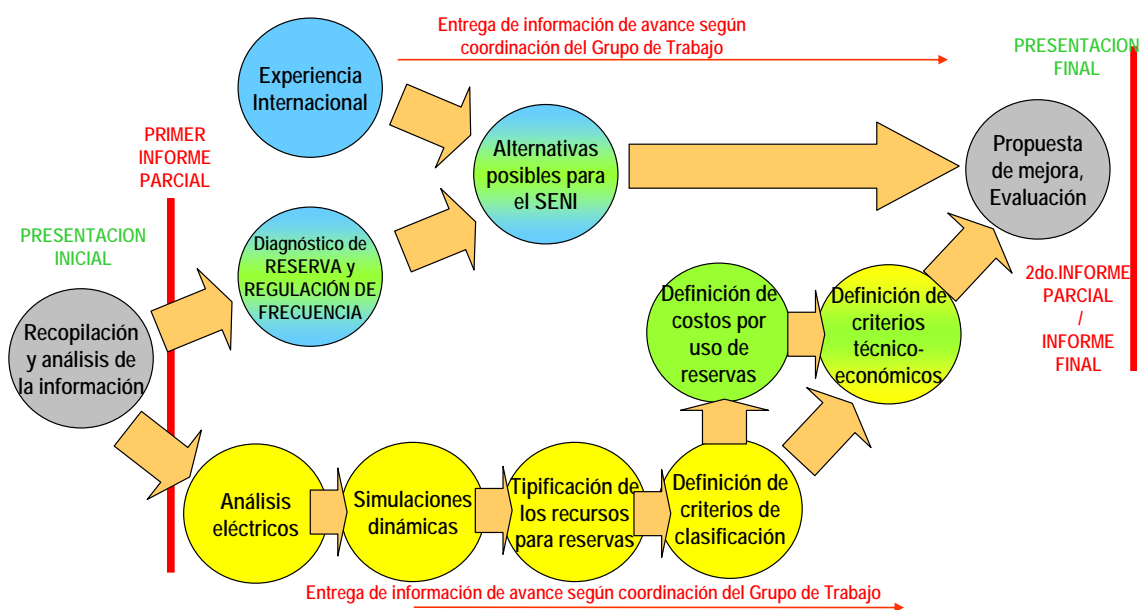 Entrega de información de avance según
coordinación del Grupo de Trabajo
PRESENTACION
FINAL
Experiencia
Internacional
PRIMER
INFORME
PARCIAL
Alternativas
posibles para
el SENI
Propuesta
de mejora,
Evaluación
PRESENTACION
INICIAL
Diagnóstico de
RESERVA y
REGULACIÓN DE
FRECUENCIA
Recopilación
y análisis de
la información
Definición de
costos por
uso de
reservas
Definición de
criterios
técnico-
económicos
2do.INFORME
PARCIAL
/
INFORME
FINAL
Análisis
eléctricos
Simulaciones
dinámicas
Tipificación de
los recursos
para reservas
Definición de
criterios de
clasificación
Entrega de información de avance según coordinación del Grupo de Trabajo